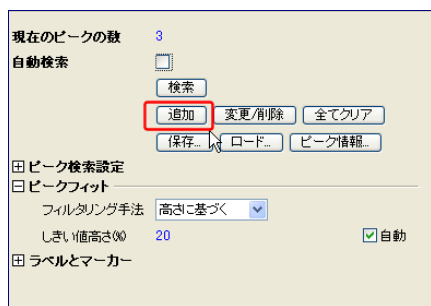 現在のピークの数 3
自動検索
検索
追加 変更/削除 全てクリア
保存... ロード... ピーク情報...
ピーク検索設定
ピークフィット
フィルタリング手法 高さに基づく
しきい値高さ(%) 20 自動
ラベルとマーカー